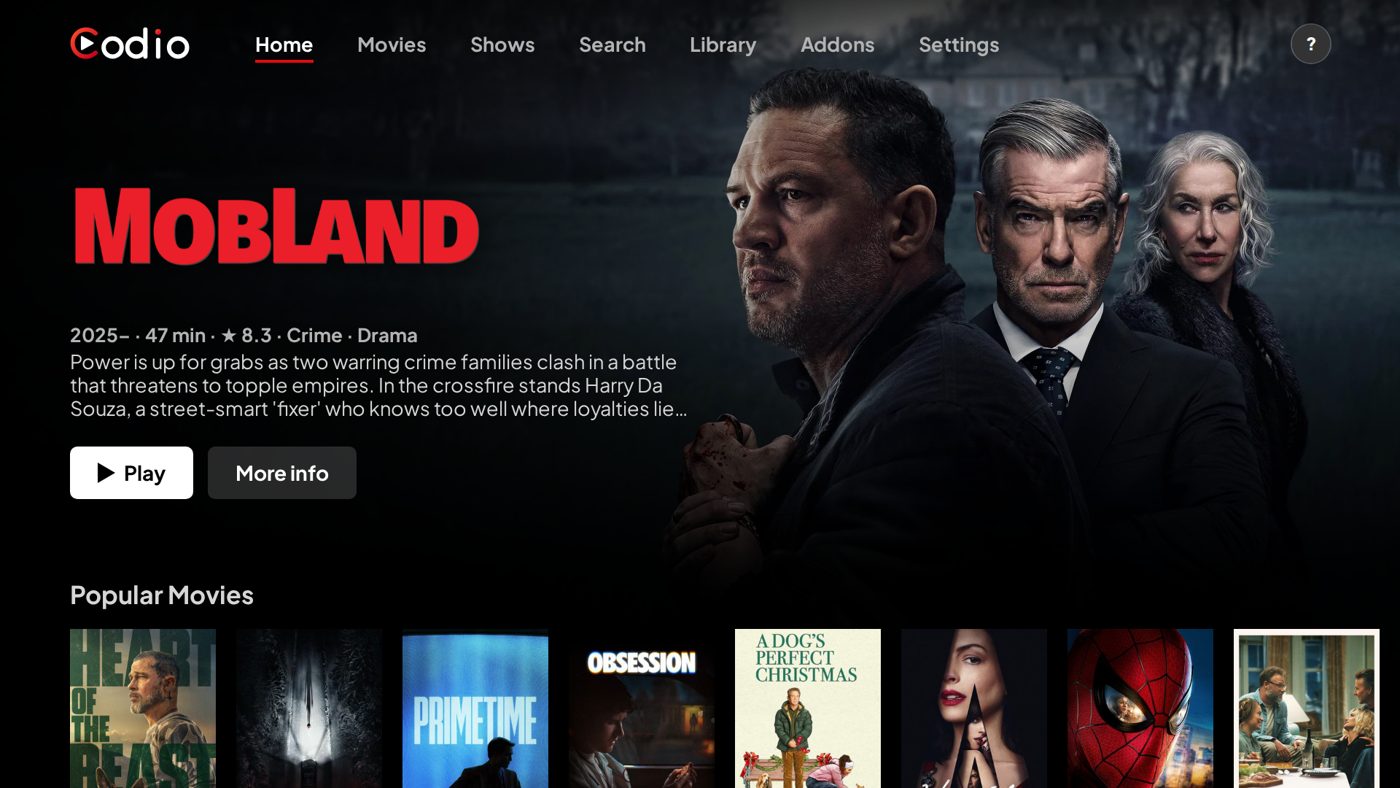 Codio
Home
Movies
Shows
Search
Library
Addons
Settings
?
MOBLAND
2025– · 47 min · ★ 8.3 · Crime · Drama
Power is up for grabs as two warring crime families clash in a battle
that threatens to topple empires. In the crossfire stands Harry Da
Souza, a street-smart 'fixer' who knows too well where loyalties lie...
▶ Play
More info
Popular Movies
HEART
OF
THE
BEAST
PRIMETIME
OBSESSION
A DOG'S
PERFECT
CHRISTMAS